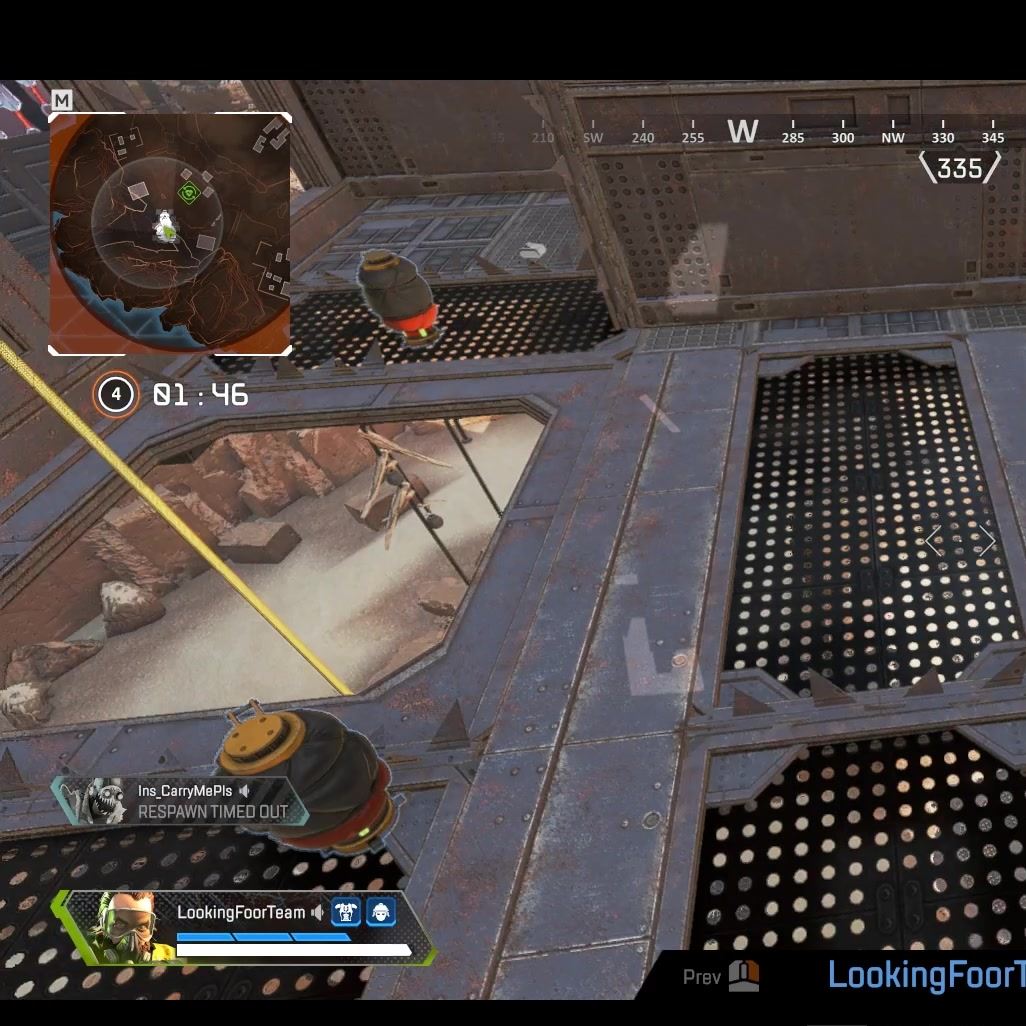 M
210 SW 240 255 W 285 300 NW 330 345
335
4 01:46
Ins_CarryMePls
RESPAWN TIMED OUT
LookingFoorTeam
Prev LookingFoorT